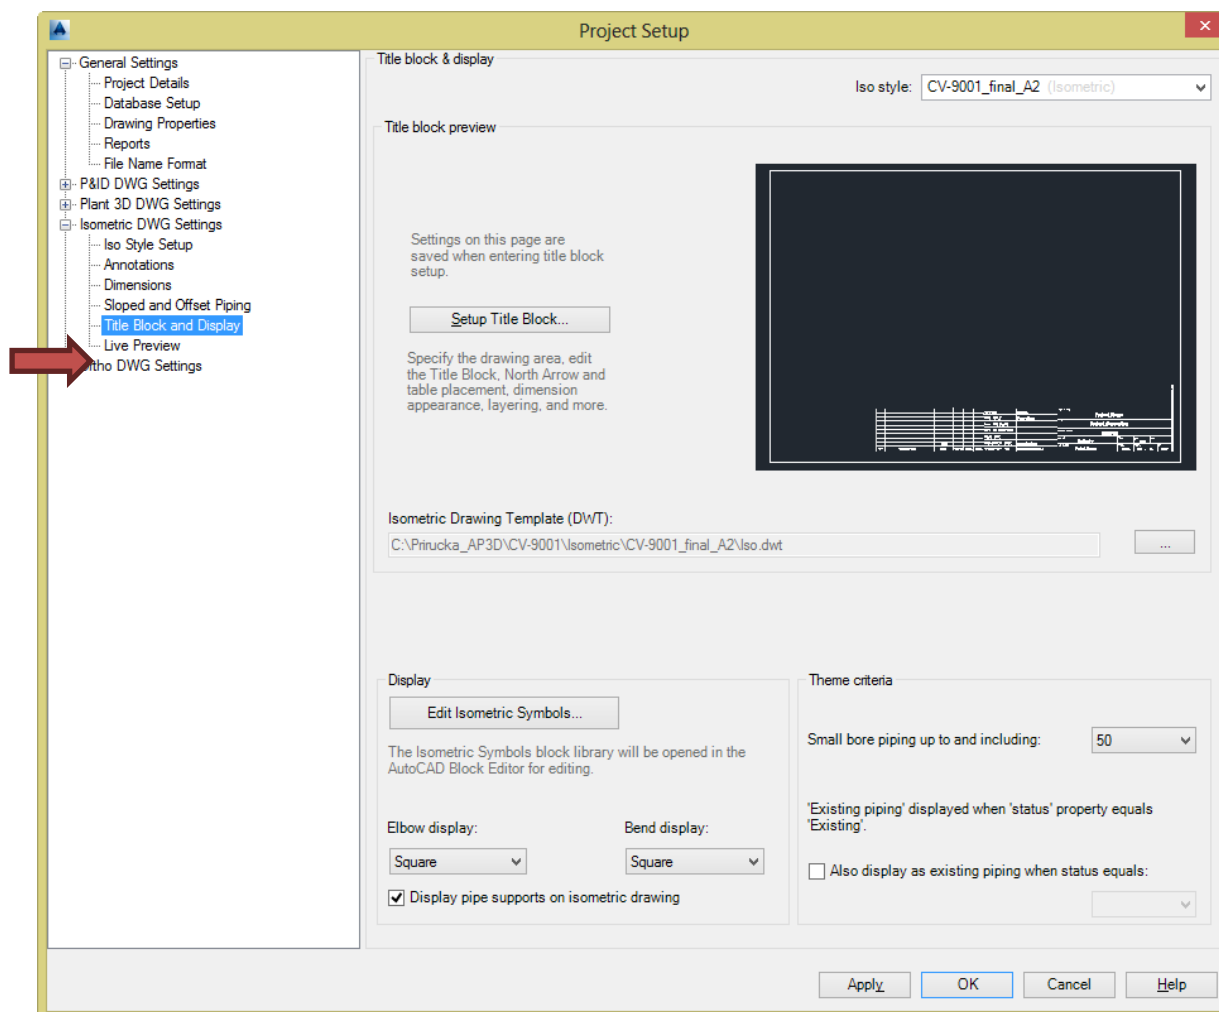 Project Setup
General Settings
Project Details
Database Setup
Drawing Properties
Reports
File Name Format
P&ID DWG Settings
Plant 3D DWG Settings
Isometric DWG Settings
Iso Style Setup
Annotations
Dimensions
Sloped and Offset Piping
Title Block and Display
Live Preview
DWG Settings
Title block & display
Iso style: CV-9001_final_A2 (Isometric)
Title block preview
Settings on this page are
saved when entering title block
setup.
Setup Title Block...
Specify the drawing area, edit
the Title Block, North Arrow and
table placement, dimension
appearance, layering, and more.
Isometric Drawing Template (DWT):
C:\Prirucka_AP3D\CV-9001\Isometric\CV-9001_final_A2\Iso.dwt
...
Display
Edit Isometric Symbols...
The Isometric Symbols block library will be opened in the
AutoCAD Block Editor for editing.
Elbow display: Bend display:
Square Square
Display pipe supports on isometric drawing
Theme criteria
Small bore piping up to and including: 50
'Existing piping' displayed when 'status' property equals
'Existing'.
Also display as existing piping when status equals:
Apply OK Cancel Help